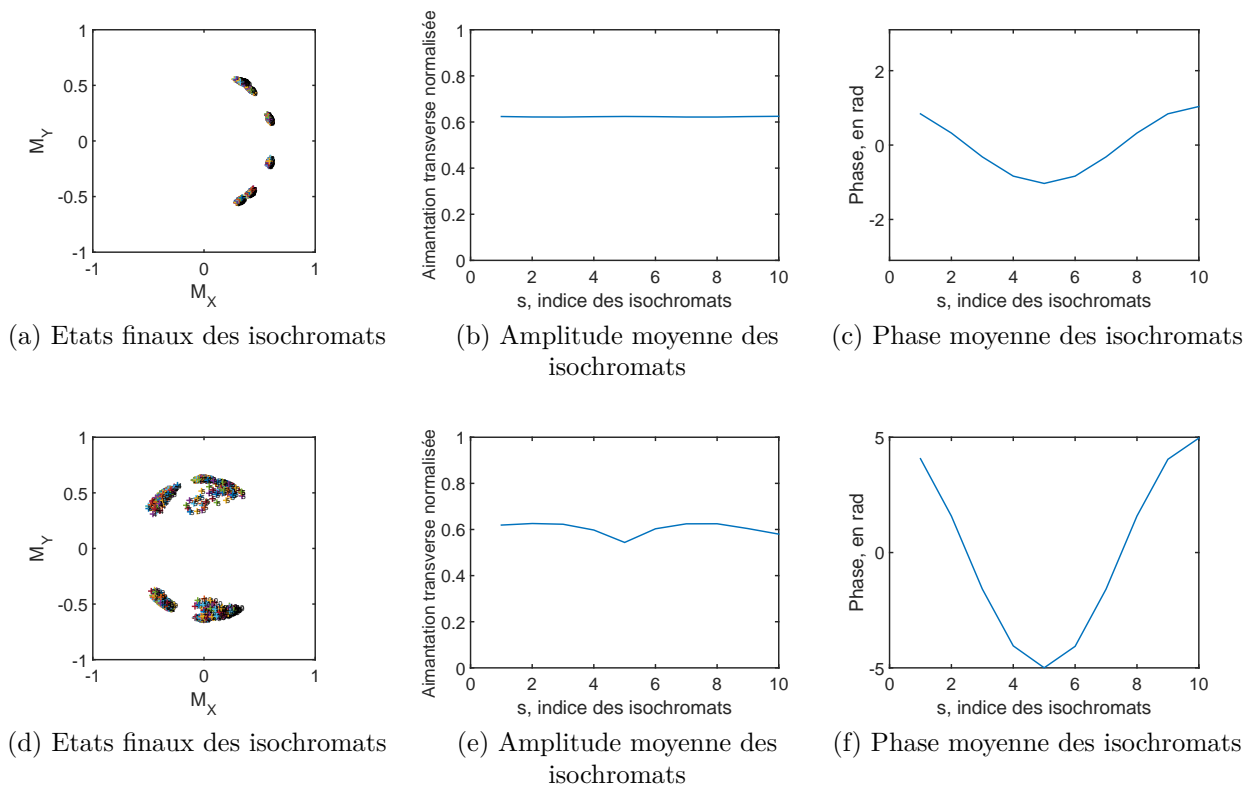 1
0.5
0
-0.5
-1
-1
0
1
M_Y
M_X
Aimantation transverse normalisée
1
0.8
0.6
0.4
0.2
0
0
2
4
6
8
10
s, indice des isochromats
Phase, en rad
2
0
-2
0
2
4
6
8
10
s, indice des isochromats
(a) Etats finaux des isochromats
(b) Amplitude moyenne des
isochromats
(c) Phase moyenne des isochromats
1
0.5
0
-0.5
-1
-1
0
1
M_Y
M_X
Aimantation transverse normalisée
1
0.8
0.6
0.4
0.2
0
0
2
4
6
8
10
s, indice des isochromats
Phase, en rad
5
0
-5
0
2
4
6
8
10
s, indice des isochromats
(d) Etats finaux des isochromats
(e) Amplitude moyenne des
isochromats
(f) Phase moyenne des isochromats